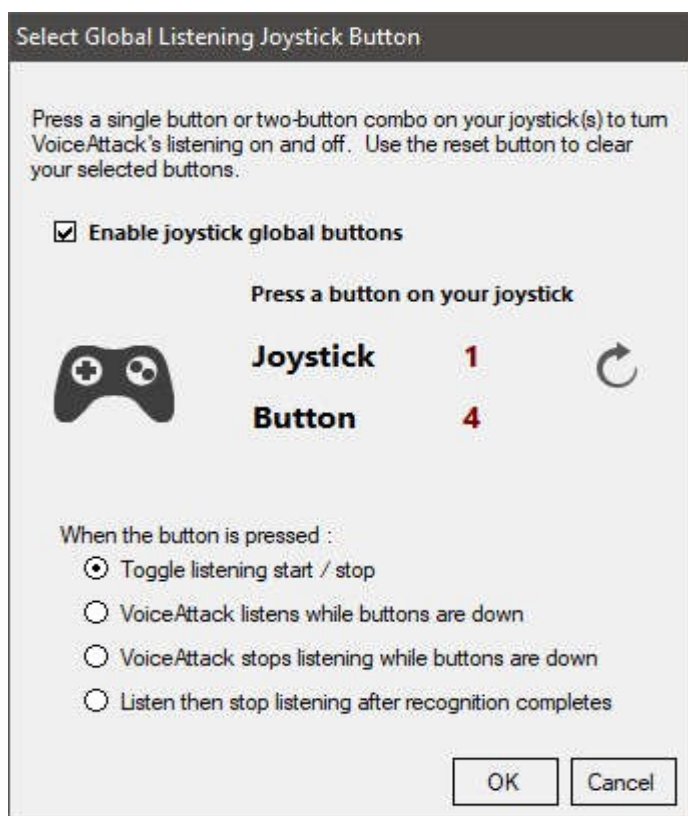 Select Global Listening Joystick Button
Press a single button or two-button combo on your joystick(s) to turn
VoiceAttack's listening on and off.  Use the reset button to clear
your selected buttons.
Enable joystick global buttons
Press a button on your joystick
Joystick 1
Button 4
When the button is pressed :
Toggle listening start / stop
VoiceAttack listens while buttons are down
VoiceAttack stops listening while buttons are down
Listen then stop listening after recognition completes
OK Cancel